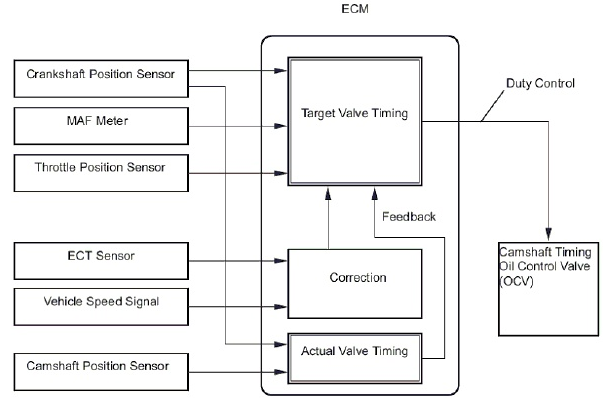 ECM
Crankshaft Position Sensor
MAF Meter
Throttle Position Sensor
Target Valve Timing
Duty Control
Feedback
ECT Sensor
Vehicle Speed Signal
Correction
Camshaft Timing
Oil Control Valve
(OCV)
Camshaft Position Sensor
Actual Valve Timing